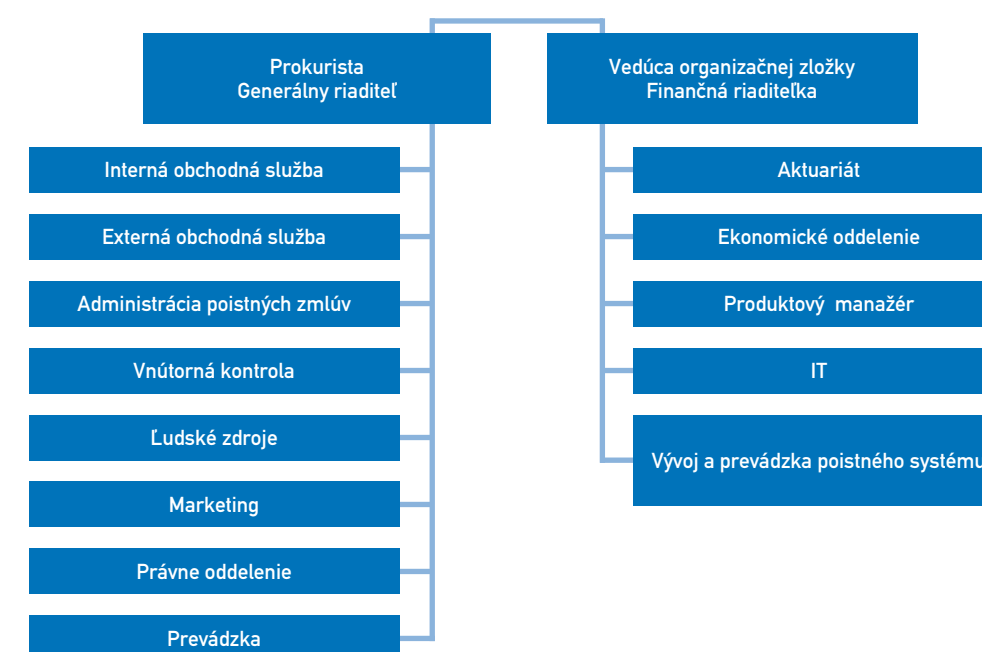 Prokurista
Generálny riaditeľ
Vedúca organizačnej zložky
Finančná riaditeľka
Interná obchodná služba
Externá obchodná služba
Administrácia poistných zmlúv
Vnútorná kontrola
Ľudské zdroje
Marketing
Právne oddelenie
Prevádzka
Aktuariát
Ekonomické oddelenie
Produktový manažér
IT
Vývoj a prevádzka poistného systému